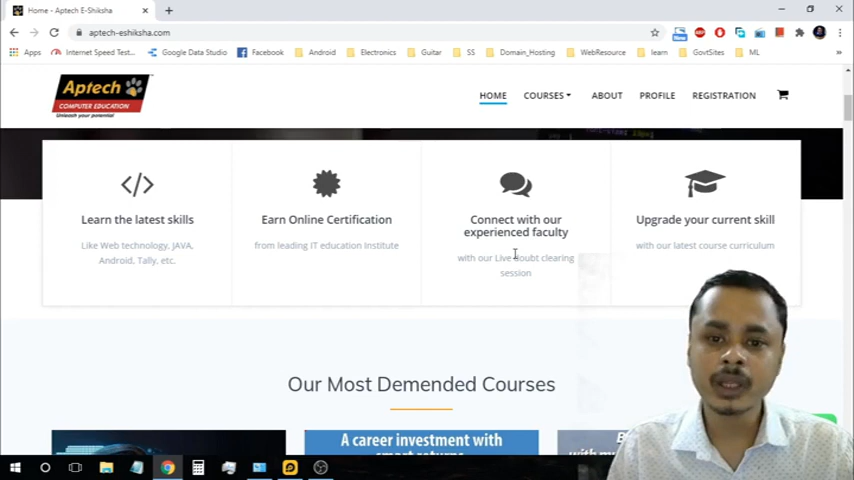 Home - Aptech E-Shiksha
aptech-eshiksha.com
Apps
Internet Speed Test...
Google Data Studio
Facebook
Android
Electronics
Guitar
SS
Domain_Hosting
WebResource
learn
GovtSites
ML
New
Aptech
COMPUTER EDUCATION
Unleash your potential
HOME
COURSES
ABOUT
PROFILE
REGISTRATION
Learn the latest skills
Like Web technology, JAVA,
Android, Tally, etc.
Earn Online Certification
from leading IT education Institute
Connect with our
experienced faculty
with our Live doubt clearing
session
Upgrade your current skill
with our latest course curriculum
Our Most Demended Courses
A career investment with
smart returns